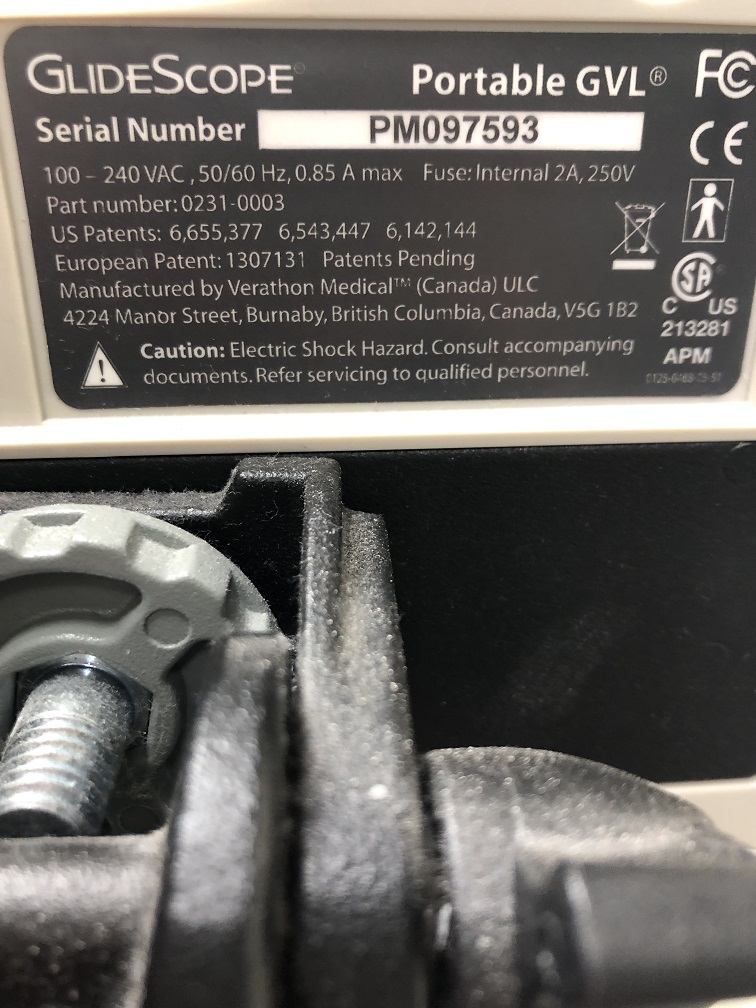 GLIDESCOPE® Portable GVL® FC
Serial Number PM097593 CE
100 – 240 VAC , 50/60 Hz, 0.85 A max Fuse: Internal 2A, 250V
Part number: 0231-0003
US Patents: 6,655,377 6,543,447 6,142,144
European Patent: 1307131 Patents Pending
Manufactured by Verathon Medical™ (Canada) ULC
4224 Manor Street, Burnaby, British Columbia, Canada, V5G 1B2
SA®
C US
213281
APM
Caution: Electric Shock Hazard. Consult accompanying
documents. Refer servicing to qualified personnel.